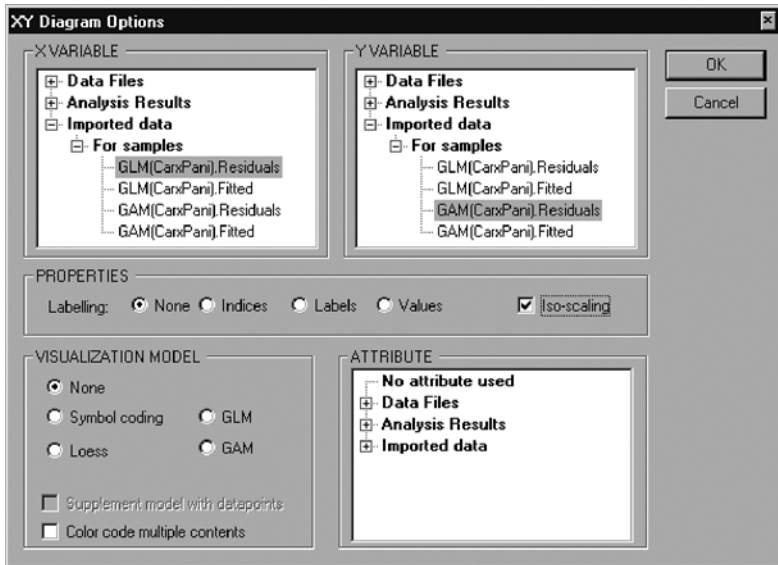 XY Diagram Options
X VARIABLE
Data Files
Analysis Results
Imported data
For samples
GLM(CarxPani).Residuals
GLM(CarxPani).Fitted
GAM(CarxPani).Residuals
GAM(CarxPani).Fitted
Y VARIABLE
Data Files
Analysis Results
Imported data
For samples
GLM(CarxPani).Residuals
GLM(CarxPani).Fitted
GAM(CarxPani).Residuals
GAM(CarxPani).Fitted
OK
Cancel
PROPERTIES
Labelling: None Indices Labels Values Iso-scaling
VISUALIZATION MODEL
None
Symbol coding GLM
Loess GAM
Supplement model with datapoints
Color code multiple contents
ATTRIBUTE
No attribute used
Data Files
Analysis Results
Imported data